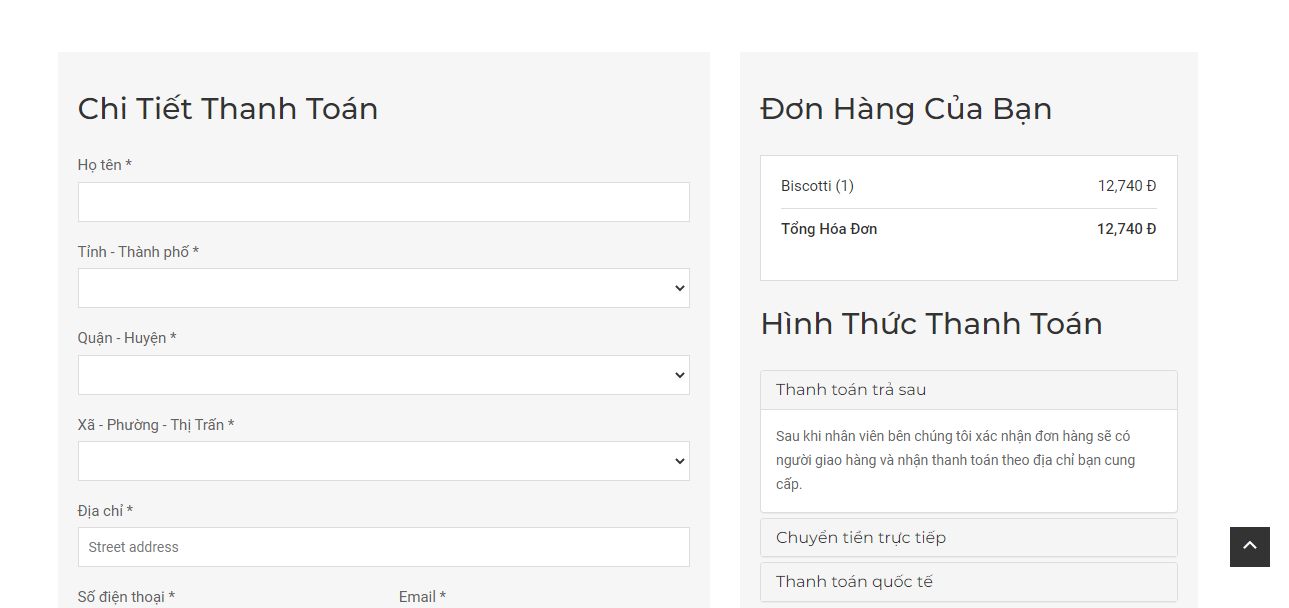 Chi Tiết Thanh Toán
Họ tên *
Tỉnh - Thành phố *
Quận - Huyện *
Xã - Phường - Thị Trấn *
Địa chỉ *
Street address
Số điện thoại * Email *
Đơn Hàng Của Bạn
Biscotti (1) 12,740 Đ
Tổng Hóa Đơn 12,740 Đ
Hình Thức Thanh Toán
Thanh toán trả sau
Sau khi nhân viên bên chúng tôi xác nhận đơn hàng sẽ có
người giao hàng và nhận thanh toán theo địa chỉ bạn cung
cấp.
Chuyển tiền trực tiếp
Thanh toán quốc tế